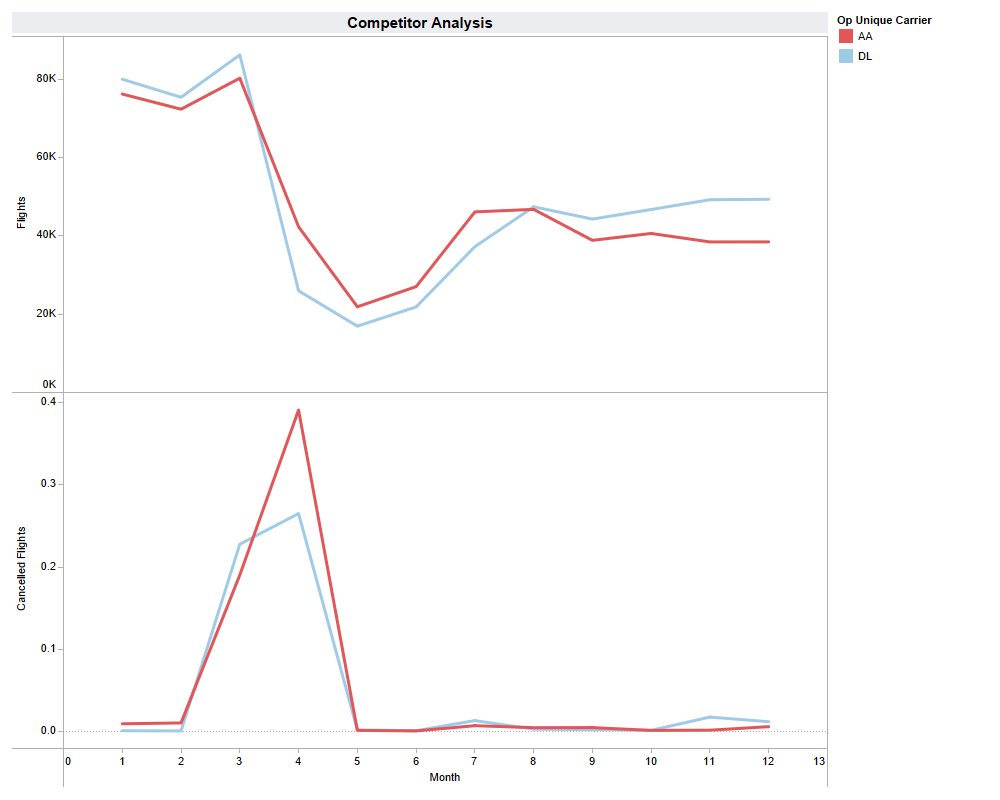 Competitor Analysis
Op Unique Carrier
AA
DL
Flights
80K
60K
40K
20K
0K
Cancelled Flights
0.4
0.3
0.2
0.1
0.0
0 1 2 3 4 5 6 7 8 9 10 11 12 13
Month